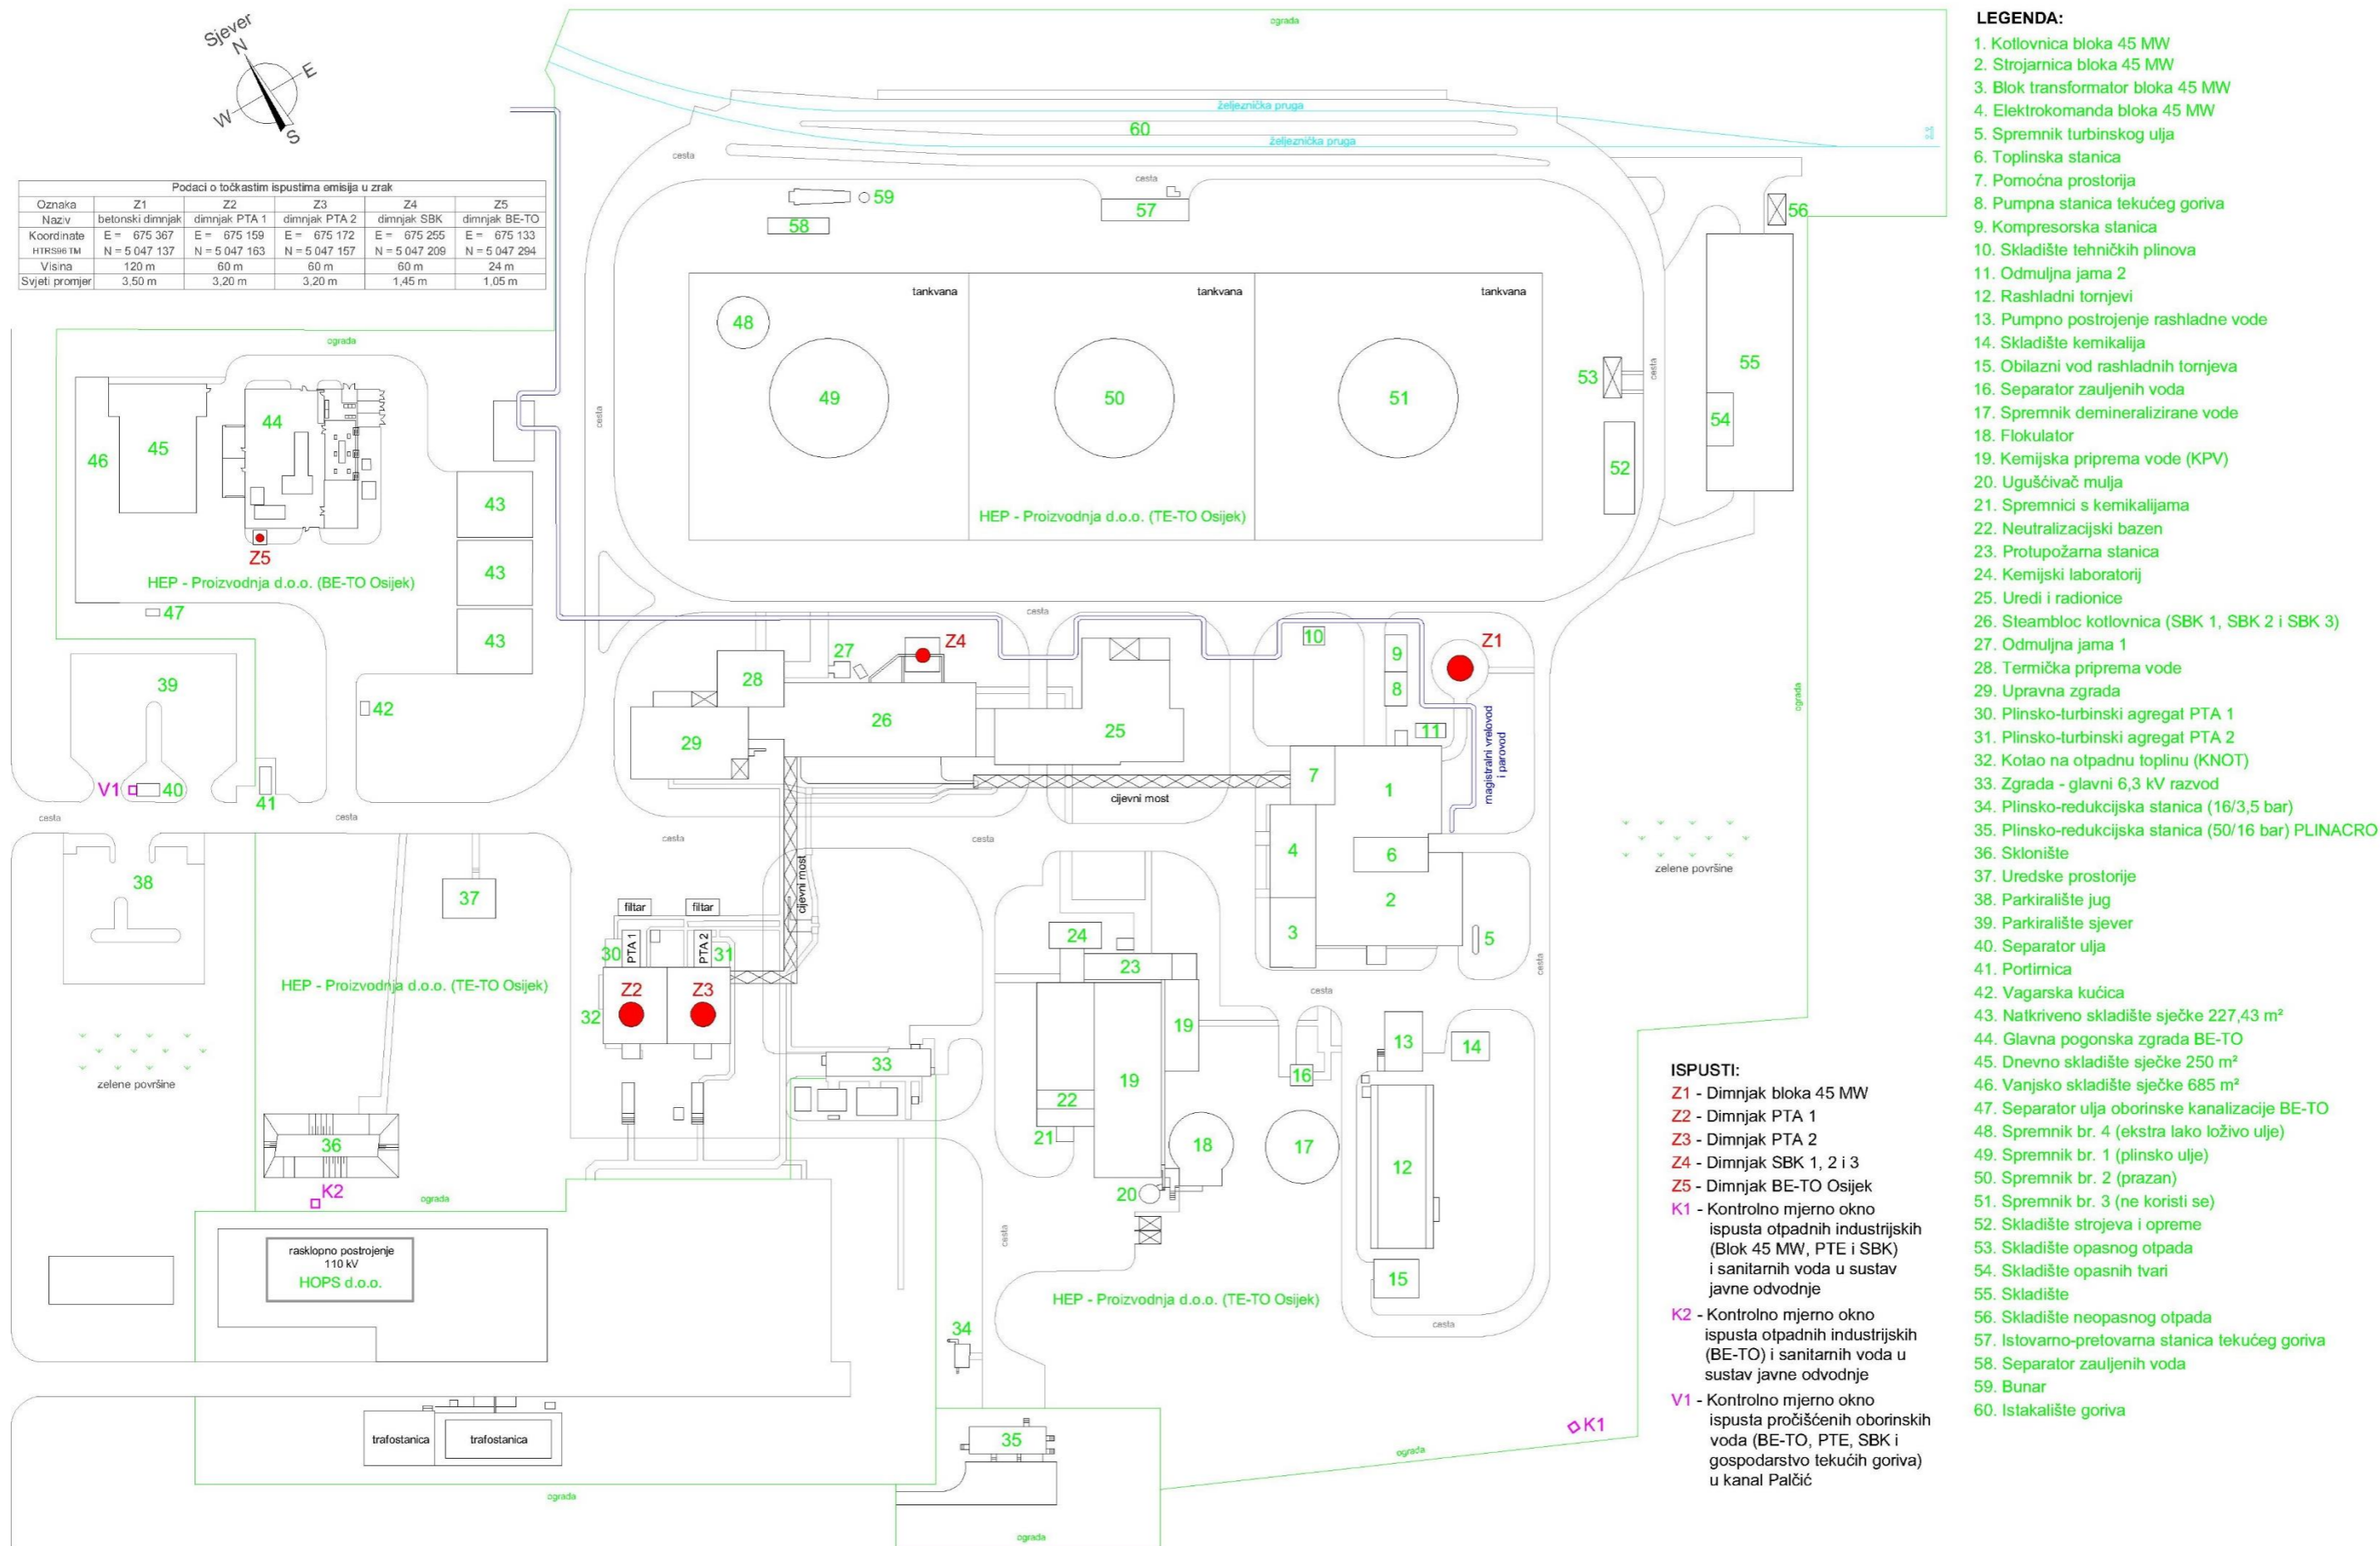 Sjever
N
E
W
S
Podaci o točkastim ispustima emisija u zrak
Oznaka Z1 Z2 Z3 Z4 Z5
Naziv betonski dimnjak dimnjak PTA 1 dimnjak PTA 2 dimnjak SBK dimnjak BE-TO
Koordinate E = 675 367 E = 675 159 E = 675 172 E = 675 255 E = 675 133
HTRS96 TM N = 5 047 137 N = 5 047 163 N = 5 047 157 N = 5 047 209 N = 5 047 294
Visina 120 m 60 m 60 m 60 m 24 m
Svjeti promjer 3,50 m 3,20 m 3,20 m 1,45 m 1,05 m
ograda
željeznička pruga
60
željeznička pruga
cesta
cesta
59
58
57
56
tankvana
tankvana
tankvana
48
49
50
51
53
cesta
55
54
52
HEP - Proizvodnja d.o.o. (TE-TO Osijek)
ograda
cesta
44
45
46
43
43
43
Z5
HEP - Proizvodnja d.o.o. (BE-TO Osijek)
47
cesta
39
42
V1
40
41
cesta
cesta
27
Z4
28
26
29
25
10
9
8
Z1
11
magistralni vrelovod
i parovod
ograda
7
1
cijevni most
cesta
cesta
4
6
2
3
5
zelene površine
38
37
cijevni most
filtar
filtar
30
PTA 1
PTA 2
31
24
23
cesta
HEP - Proizvodnja d.o.o. (TE-TO Osijek)
Z2
Z3
32
cesta
19
13
14
33
16
zelene površine
19
22
21
18
17
12
20
36
K2
ograda
cesta
rasklopno postrojenje
110 kV
HOPS d.o.o.
15
HEP - Proizvodnja d.o.o. (TE-TO Osijek)
cesta
34
trafostanica
trafostanica
35
K1
ograda
ograda
ograda
LEGENDA:
1. Kotlovnica bloka 45 MW
2. Strojarnica bloka 45 MW
3. Blok transformator bloka 45 MW
4. Elektrokomanda bloka 45 MW
5. Spremnik turbinskog ulja
6. Toplinska stanica
7. Pomoćna prostorija
8. Pumpna stanica tekućeg goriva
9. Kompresorska stanica
10. Skladište tehničkih plinova
11. Odmuljna jama 2
12. Rashladni tornjevi
13. Pumpno postrojenje rashladne vode
14. Skladište kemikalija
15. Obilazni vod rashladnih tornjeva
16. Separator zauljenih voda
17. Spremnik demineralizirane vode
18. Flokulator
19. Kemijska priprema vode (KPV)
20. Ugušćivač mulja
21. Spremnici s kemikalijama
22. Neutralizacijski bazen
23. Protupožarna stanica
24. Kemijski laboratorij
25. Uredi i radionice
26. Steambloc kotlovnica (SBK 1, SBK 2 i SBK 3)
27. Odmuljna jama 1
28. Termička priprema vode
29. Upravna zgrada
30. Plinsko-turbinski agregat PTA 1
31. Plinsko-turbinski agregat PTA 2
32. Kotao na otpadnu toplinu (KNOT)
33. Zgrada - glavni 6,3 kV razvod
34. Plinsko-redukcijska stanica (16/3,5 bar)
35. Plinsko-redukcijska stanica (50/16 bar) PLINACRO
36. Sklonište
37. Uredske prostorije
38. Parkiralište jug
39. Parkiralište sjever
40. Separator ulja
41. Portirnica
42. Vagarska kućica
43. Natkriveno skladište sječke 227,43 m²
44. Glavna pogonska zgrada BE-TO
45. Dnevno skladište sječke 250 m²
46. Vanjsko skladište sječke 685 m²
47. Separator ulja oborinske kanalizacije BE-TO
48. Spremnik br. 4 (ekstra lako loživo ulje)
49. Spremnik br. 1 (plinsko ulje)
50. Spremnik br. 2 (prazan)
51. Spremnik br. 3 (ne koristi se)
52. Skladište strojeva i opreme
53. Skladište opasnog otpada
54. Skladište opasnih tvari
55. Skladište
56. Skladište neopasnog otpada
57. Istovarno-pretovarna stanica tekućeg goriva
58. Separator zauljenih voda
59. Bunar
60. Istakalište goriva
ISPUSTI:
Z1 - Dimnjak bloka 45 MW
Z2 - Dimnjak PTA 1
Z3 - Dimnjak PTA 2
Z4 - Dimnjak SBK 1, 2 i 3
Z5 - Dimnjak BE-TO Osijek
K1 - Kontrolno mjerno okno
ispusta otpadnih industrijskih
(Blok 45 MW, PTE i SBK)
i sanitarnih voda u sustav
javne odvodnje
K2 - Kontrolno mjerno okno
ispusta otpadnih industrijskih
(BE-TO) i sanitarnih voda u
sustav javne odvodnje
V1 - Kontrolno mjerno okno
ispusta pročišćenih oborinskih
voda (BE-TO, PTE, SBK i
gospodarstvo tekućih goriva)
u kanal Palčić